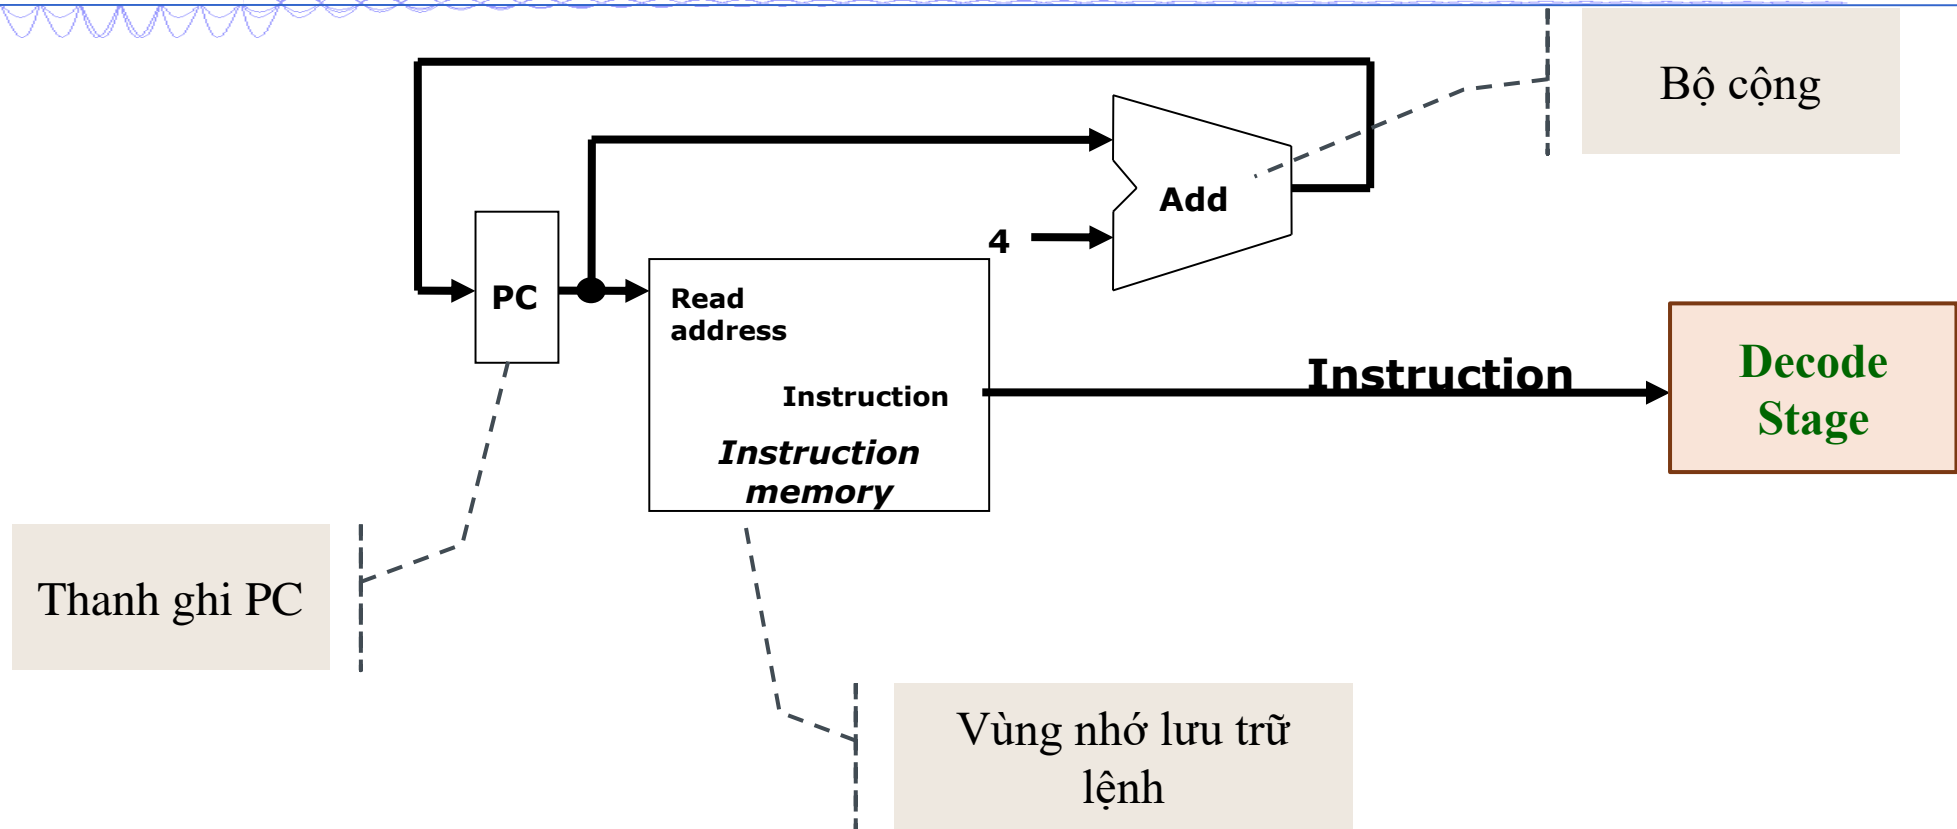 Bộ cộng
Add
4
PC
Read
address
Instruction
Instruction
memory
Instruction
Decode
Stage
Thanh ghi PC
Vùng nhớ lưu trữ
lệnh